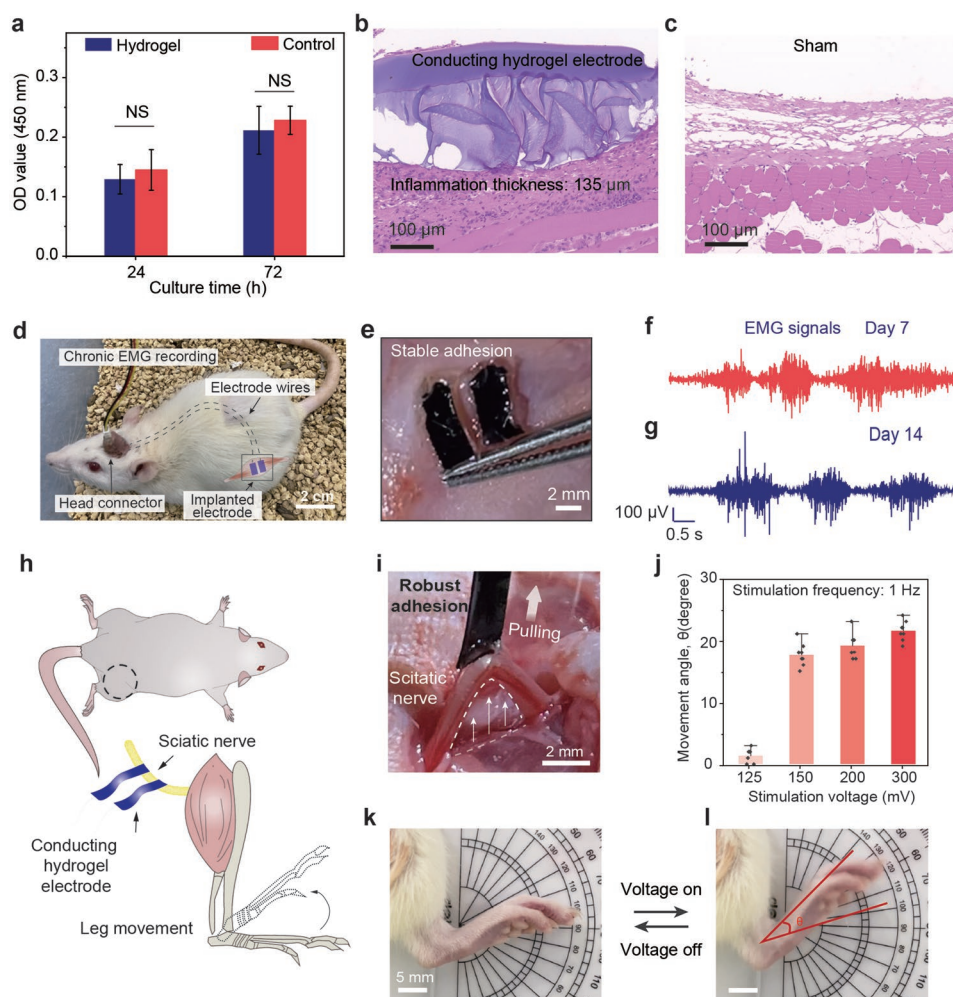 a
Hydrogel
Control
NS
NS
0.3
0.2
0.1
0.0
OD value (450 nm)
24
72
Culture time (h)
b
Conducting hydrogel electrode
Inflammation thickness: 135 μm
100 μm
c
Sham
100 μm
d
Chronic EMG recording
Electrode wires
Head connector
Implanted
electrode
2 cm
e
Stable adhesion
2 mm
f
EMG signals
Day 7
g
Day 14
100 μV
0.5 s
h
Sciatic nerve
Conducting
hydrogel
electrode
Leg movement
i
Robust
adhesion
Pulling
Scitatic
nerve
2 mm
j
Stimulation frequency: 1 Hz
30
20
10
0
Movement angle, θ(degree)
125
150
200
300
Stimulation voltage (mV)
k
5 mm
Voltage on
Voltage off
l
θ